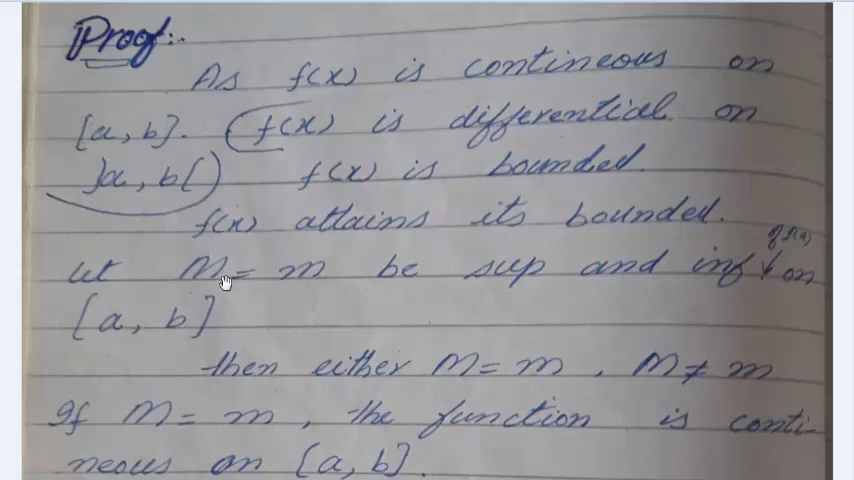 Proof:-
As f(x) is contineous on
[a, b]. f(x) is differential on
]a, b[ f(x) is bounded.
f(x) attains its bounded.
of f(x)
let M = m be sup and inf on
[a, b]
then either M = m , M ≠ m
If M = m , the function is conti-
neous on [a, b].